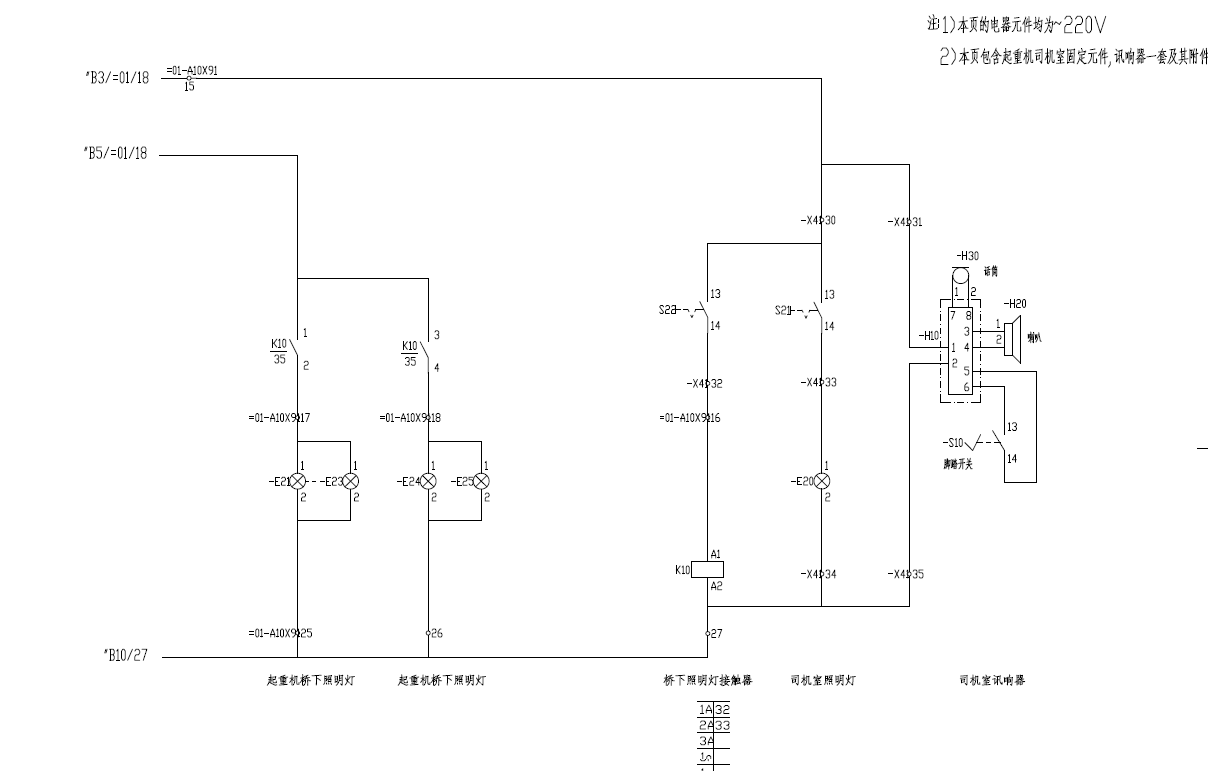 注1)本页的电器元件均为~220V
2)本页包含起重机司机室固定元件,讯响器一套及其附件
"B3/=01/18
=01-A10X91
15
"B5/=01/18
-X4 30
-X4 31
-H30
话筒
1 2
-H20
7 8
13
13
S22
S21
3
1
喇叭
1
3
14
14
-H10
1
4
2
K10
35
K10
35
2
2
4
5
6
-X4 32
-X4 33
=01-A10X9 17
=01-A10X9 18
=01-A10X9 16
13
-S10
脚踏开关
14
1
1
1
1
1
-E21
-E23
-E24
-E25
-E20
2
2
2
2
2
A1
K10
A2
-X4 34
-X4 35
=01-A10X9 25
26
27
"B10/27
起重机桥下照明灯
起重机桥下照明灯
桥下照明灯接触器
司机室照明灯
司机室讯响器
1A 32
2A 33
3A